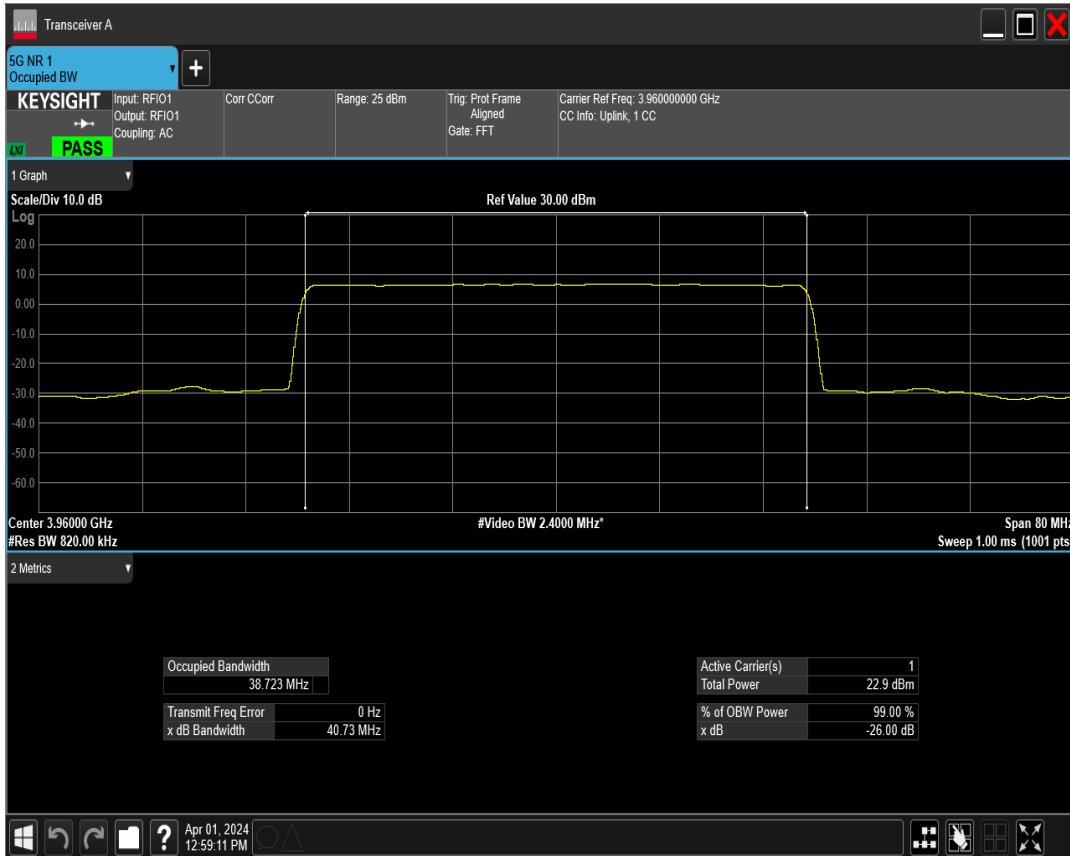 Transceiver A
5G NR 1
Occupied BW
KEYSIGHT
LXI
PASS
Input: RFIO1
Output: RFIO1
Coupling: AC
Corr CCorr
Range: 25 dBm
Trig: Prot Frame
Aligned
Gate: FFT
Carrier Ref Freq: 3.960000000 GHz
CC Info: Uplink, 1 CC
1 Graph
Scale/Div 10.0 dB
Ref Value 30.00 dBm
Log
20.0
10.0
0.00
-10.0
-20.0
-30.0
-40.0
-50.0
-60.0
Center 3.96000 GHz
#Video BW 2.4000 MHz*
Span 80 MHz
#Res BW 820.00 kHz
Sweep 1.00 ms (1001 pts
2 Metrics
Occupied Bandwidth
38.723 MHz
Transmit Freq Error 0 Hz
x dB Bandwidth 40.73 MHz
Active Carrier(s) 1
Total Power 22.9 dBm
% of OBW Power 99.00 %
x dB -26.00 dB
?
Apr 01, 2024
12:59:11 PM